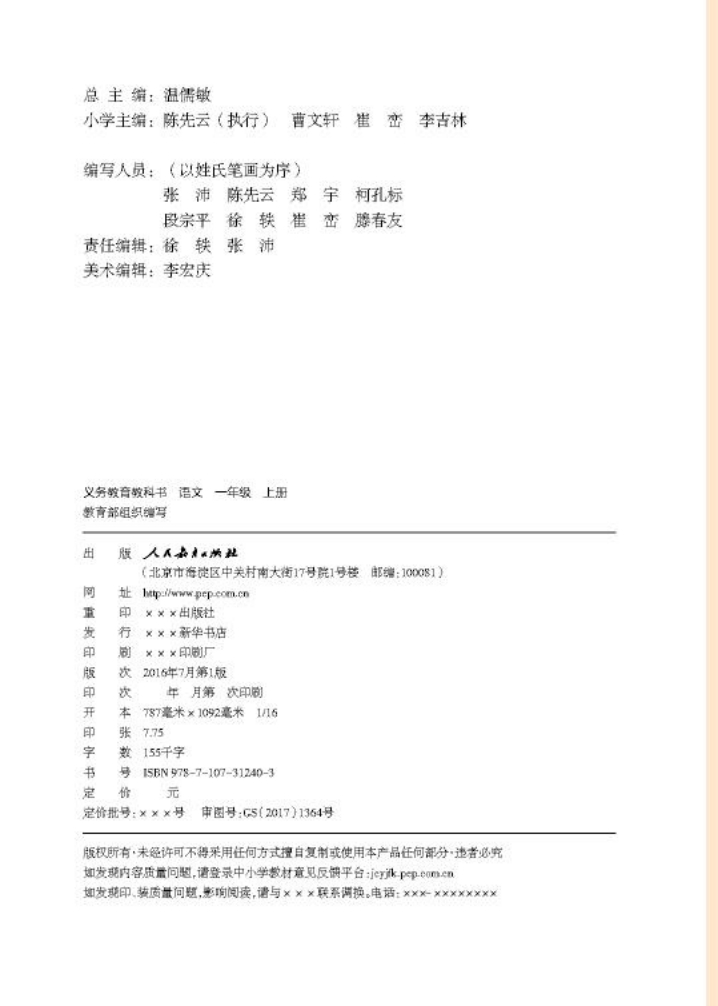 总 主 编：温儒敏
小学主编：陈先云（执行） 曹文轩 崔 峦 李吉林
编写人员：（以姓氏笔画为序）
张 沛 陈先云 郑 宇 柯孔标
段宗平 徐 轶 崔 峦 滕春友
责任编辑：徐 轶 张 沛
美术编辑：李宏庆
义务教育教科书 语文 一年级 上册
教育部组织编写
出 版 人民教育出版社
（北京市海淀区中关村南大街17号院1号楼 邮编：100081）
网 址 http://www.pep.com.cn
重 印 ×××出版社
发 行 ×××新华书店
印 刷 ×××印刷厂
版 次 2016年7月第1版
印 次 年 月第 次印刷
开 本 787毫米×1092毫米 1/16
印 张 7.75
字 数 155千字
书 号 ISBN 978-7-107-31240-3
定 价 元
定价批号：×××号 审图号：GS（2017）1364号
版权所有·未经许可不得采用任何方式擅自复制或使用本产品任何部分·违者必究
如发现内容质量问题，请登录中小学教材意见反馈平台：jcyjfk.pep.com.cn
如发现印、装质量问题，影响阅读，请与×××联系调换。电话：×××-××××××××